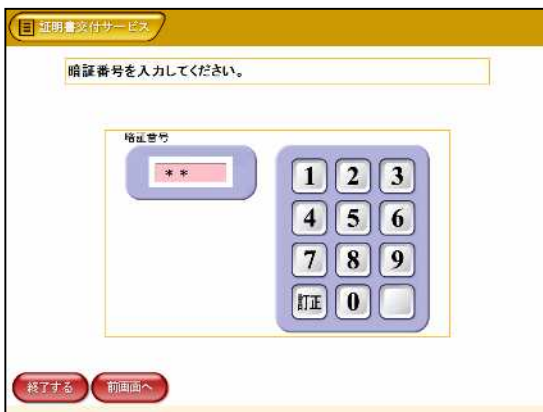 証明書交付サービス
暗証番号を入力してください。
暗証番号
＊＊
1 2 3
4 5 6
7 8 9
訂正 0
終了する 前画面へ